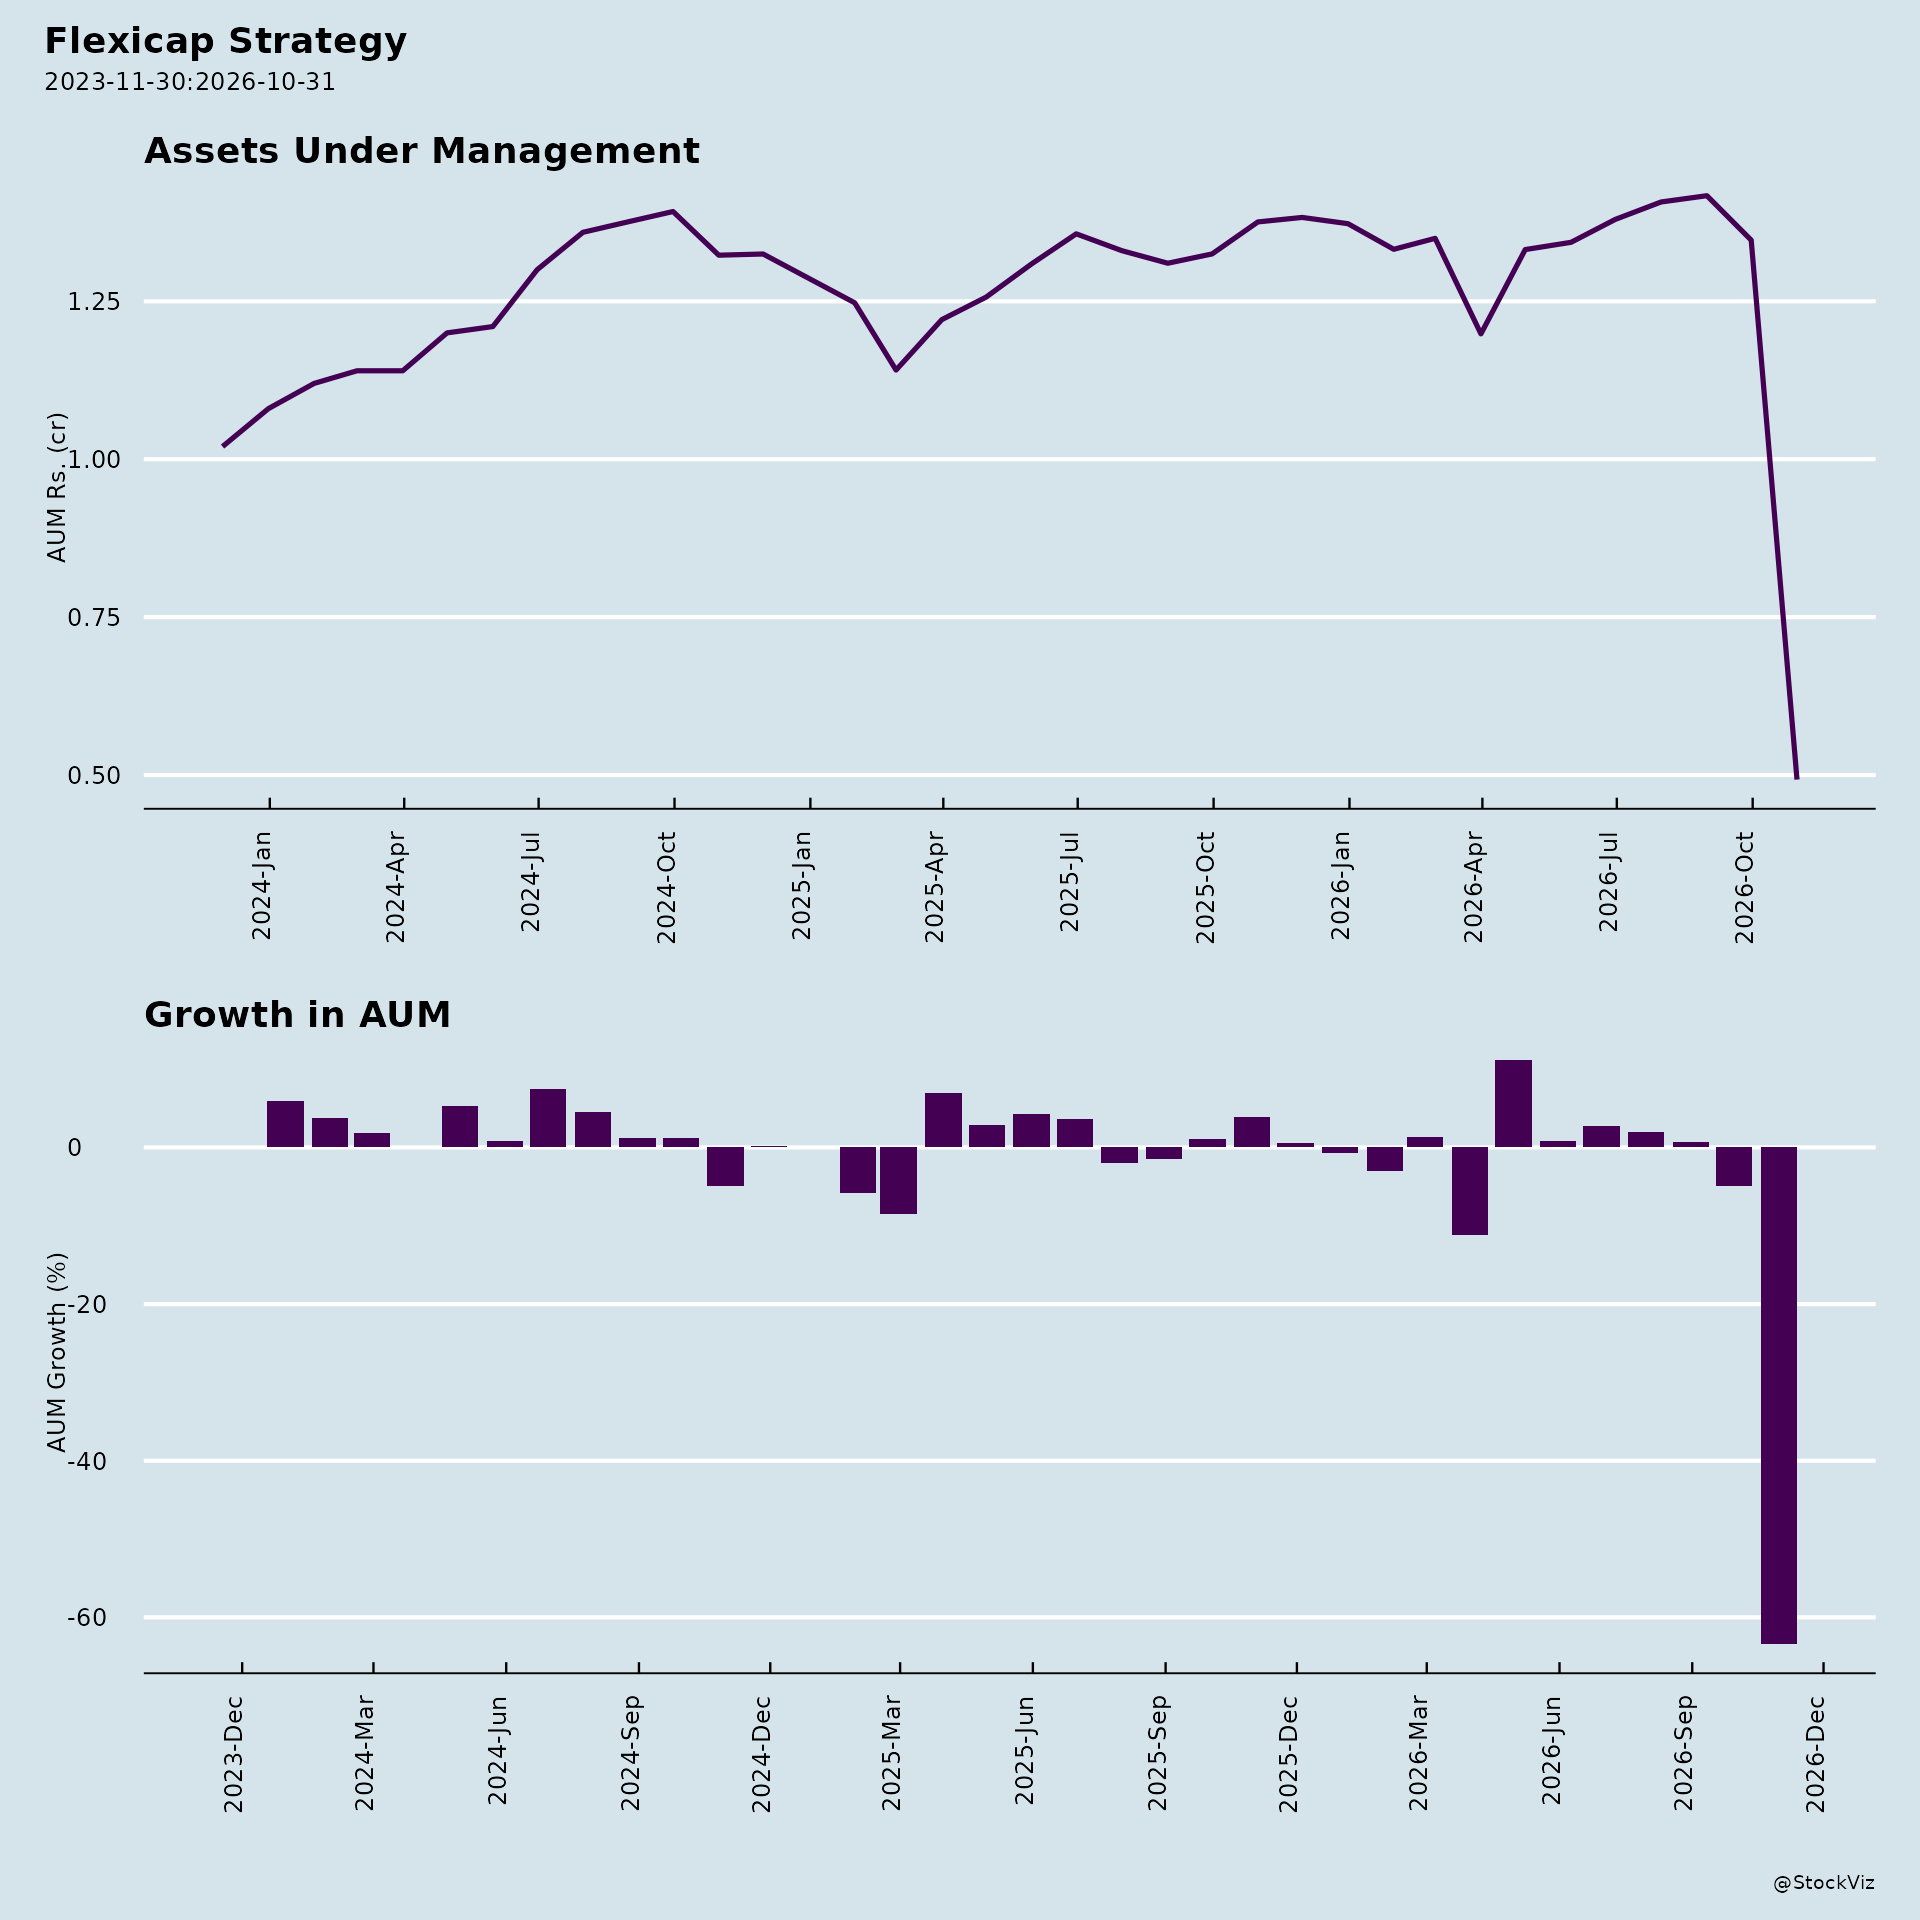 Flexicap Strategy
2023-11-30:2026-10-31
Assets Under Management
AUM Rs. (cr)
1.25
1.00
0.75
0.50
2024-Jan
2024-Apr
2024-Jul
2024-Oct
2025-Jan
2025-Apr
2025-Jul
2025-Oct
2026-Jan
2026-Apr
2026-Jul
2026-Oct
Growth in AUM
AUM Growth (%)
0
-20
-40
-60
2023-Dec
2024-Mar
2024-Jun
2024-Sep
2024-Dec
2025-Mar
2025-Jun
2025-Sep
2025-Dec
2026-Mar
2026-Jun
2026-Sep
2026-Dec
@StockViz